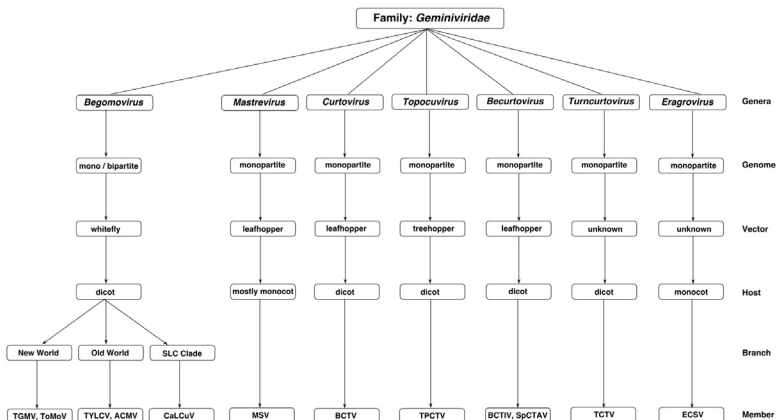 Family: Geminiviridae
Begomovirus Mastrevirus Curtovirus Topocuvirus Becurtovirus Turncurtovirus Eragrovirus Genera
mono / bipartite monopartite monopartite monopartite monopartite monopartite monopartite Genome
whitefly leafhopper leafhopper treehopper leafhopper unknown unknown Vector
dicot mostly monocot dicot dicot dicot dicot monocot Host
New World Old World SLC Clade Branch
TGMV, ToMoV TYLCV, ACMV CaLCuV MSV BCTV TPCTV BCTIV, SpCTAV TCTV ECSV Member